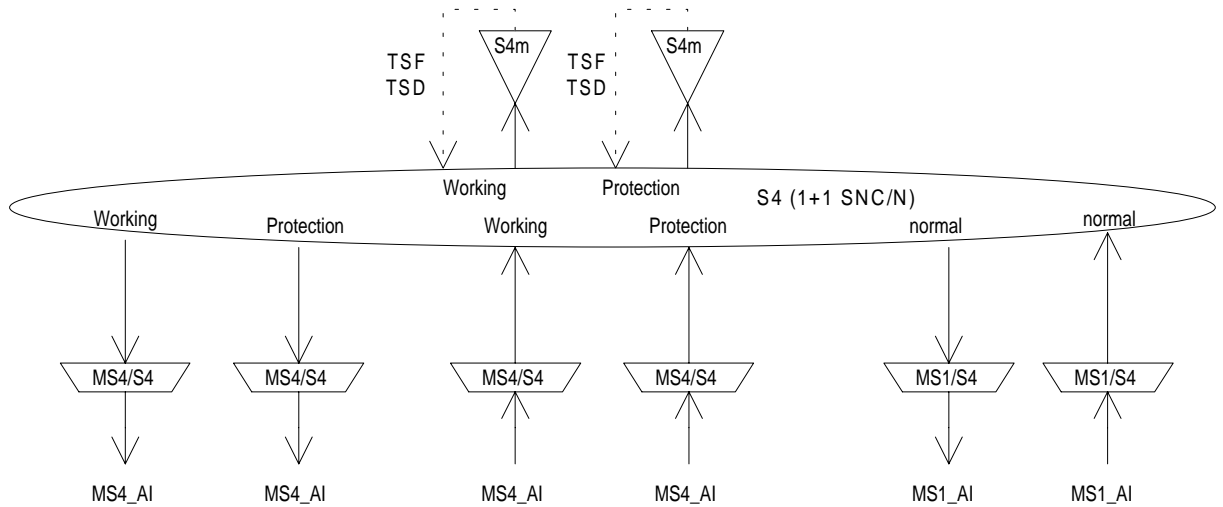 S4m
S4m
TSF
TSD
TSF
TSD
Working
Protection
S4 (1+1 SNC/N)
Working
Protection
Working
Protection
normal
normal
MS4/S4
MS4/S4
MS4/S4
MS4/S4
MS1/S4
MS1/S4
MS4_AI
MS4_AI
MS4_AI
MS4_AI
MS1_AI
MS1_AI